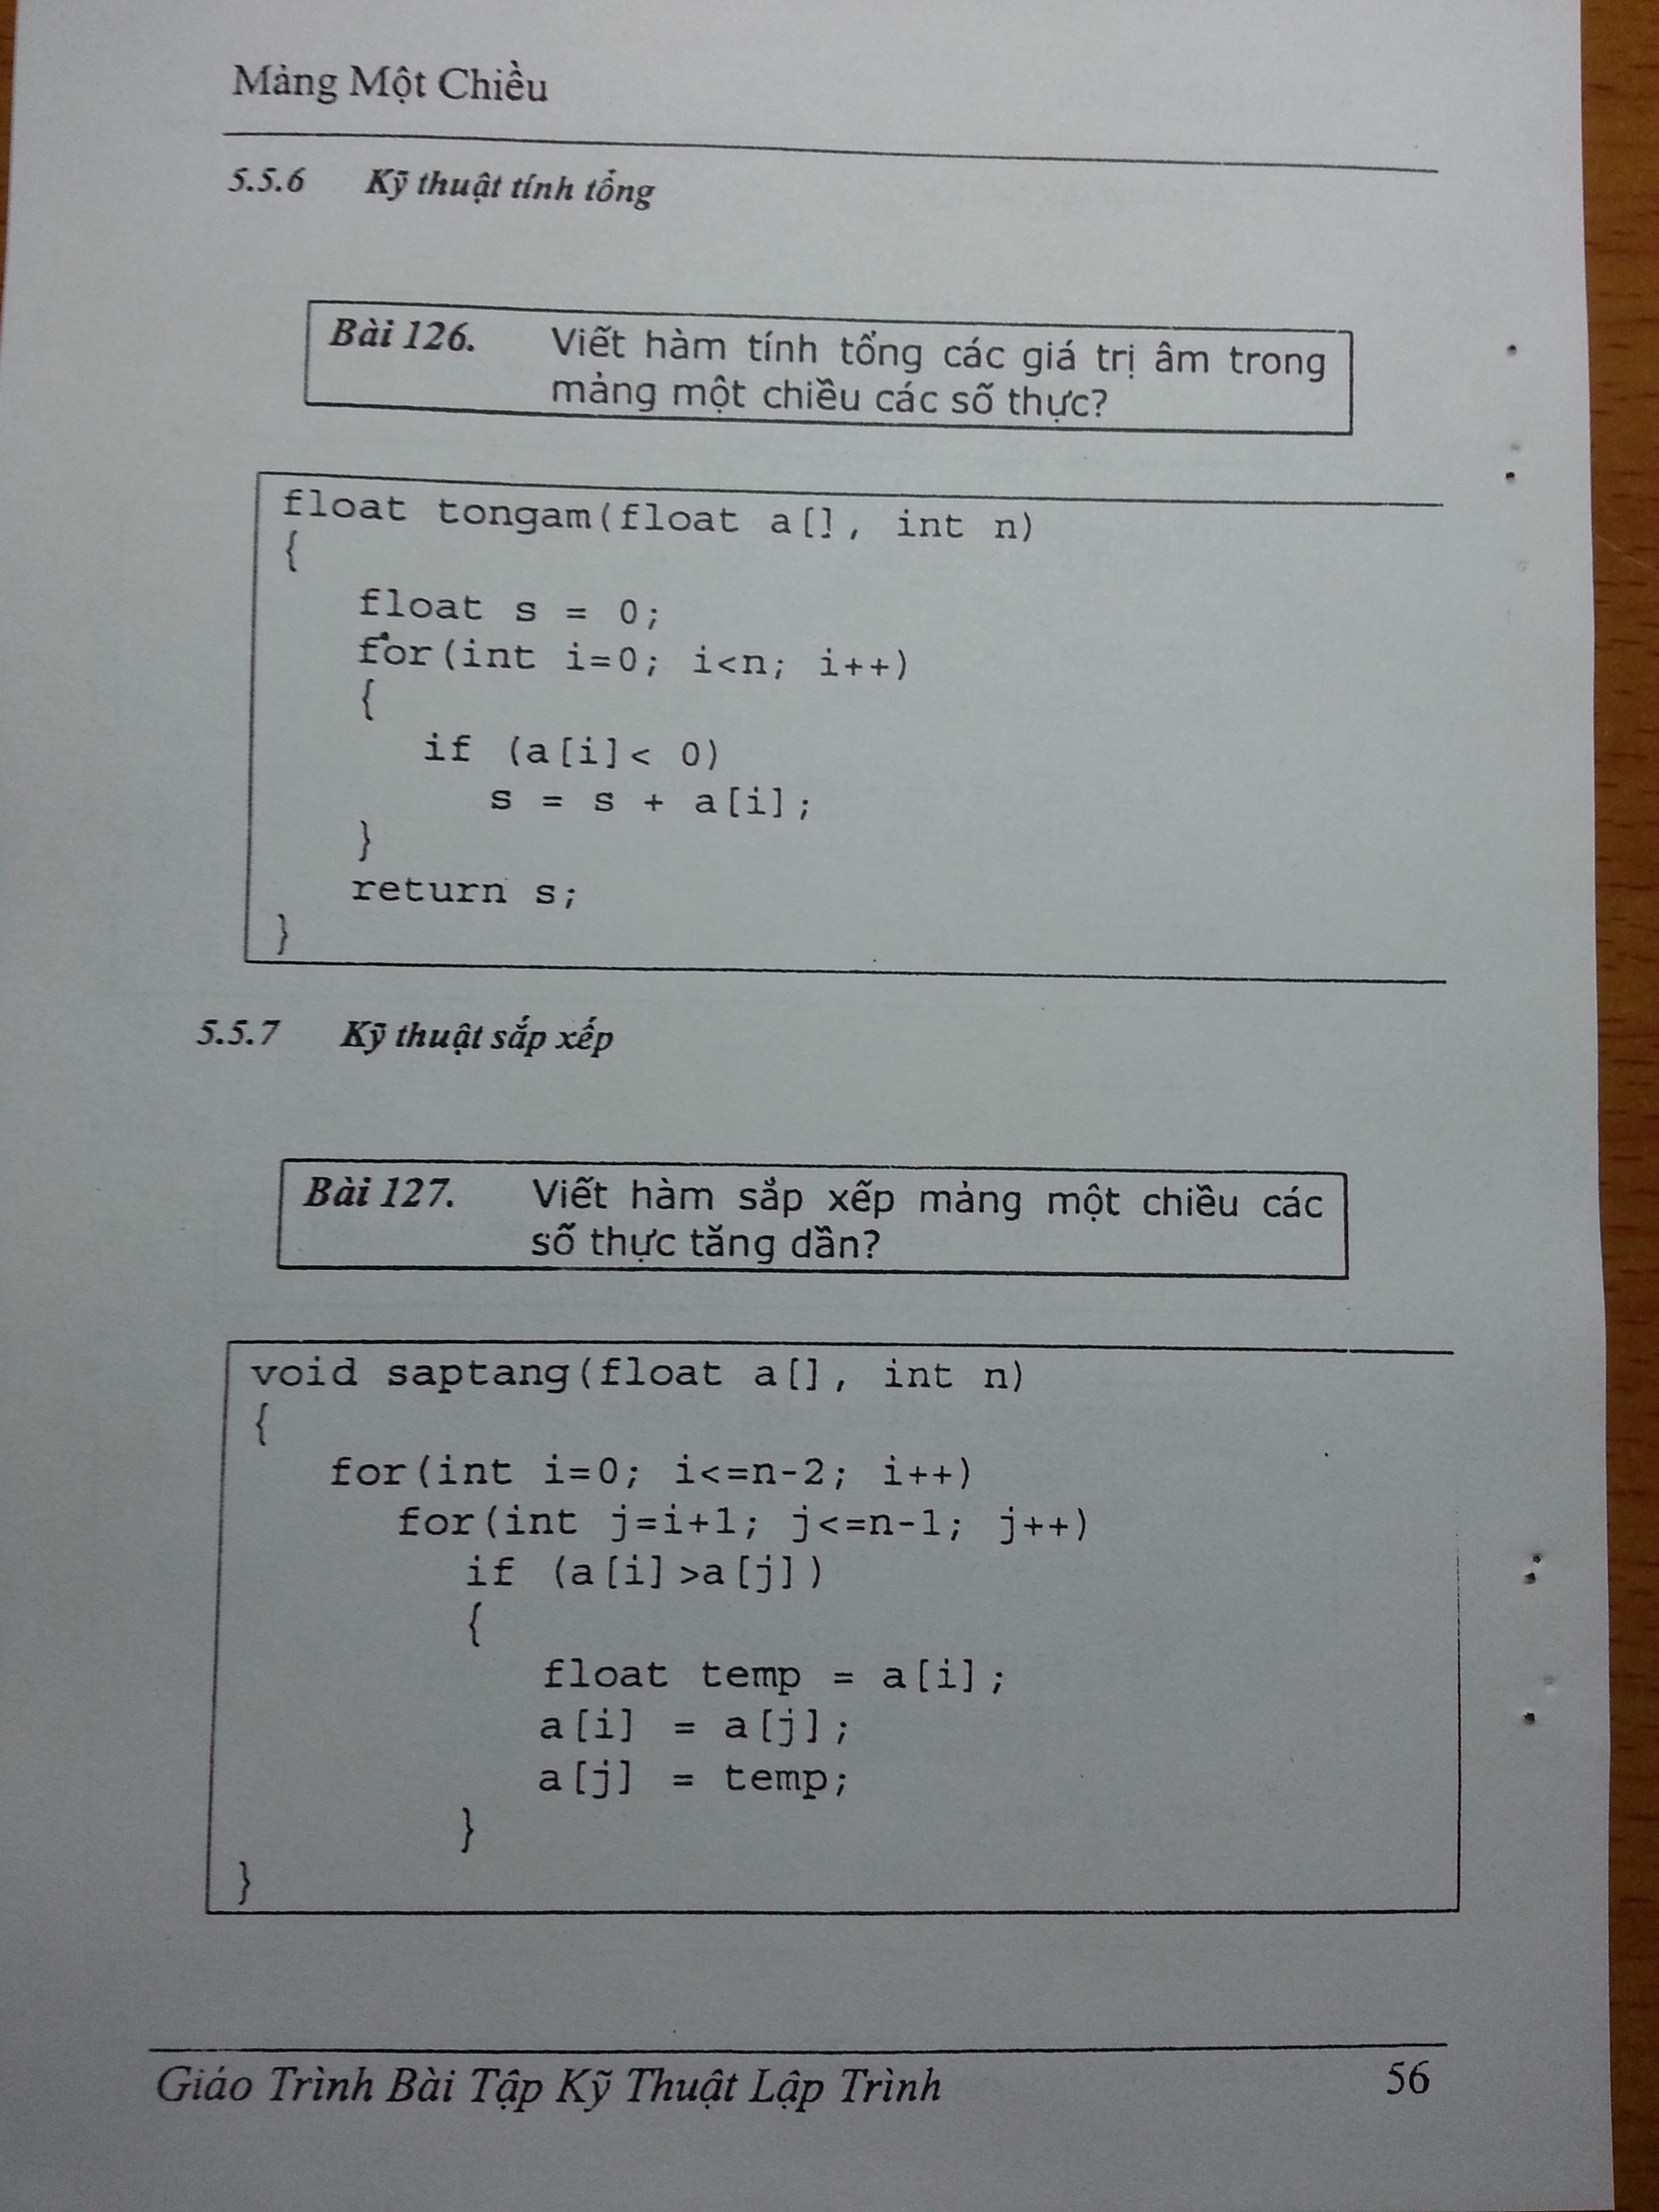 Mảng Một Chiều
5.5.6 Kỹ thuật tính tổng
Bài 126. Viết hàm tính tổng các giá trị âm trong
mảng một chiều các số thực?
float tongam(float a[], int n)
{
float s = 0;
for(int i=0; i<n; i++)
{
if (a[i]< 0)
s = s + a[i];
}
return s;
}
5.5.7 Kỹ thuật sắp xếp
Bài 127. Viết hàm sắp xếp mảng một chiều các
số thực tăng dần?
void saptang(float a[], int n)
{
for(int i=0; i<=n-2; i++)
for(int j=i+1; j<=n-1; j++)
if (a[i]>a[j])
{
float temp = a[i];
a[i] = a[j];
a[j] = temp;
}
}
Giáo Trình Bài Tập Kỹ Thuật Lập Trình 56